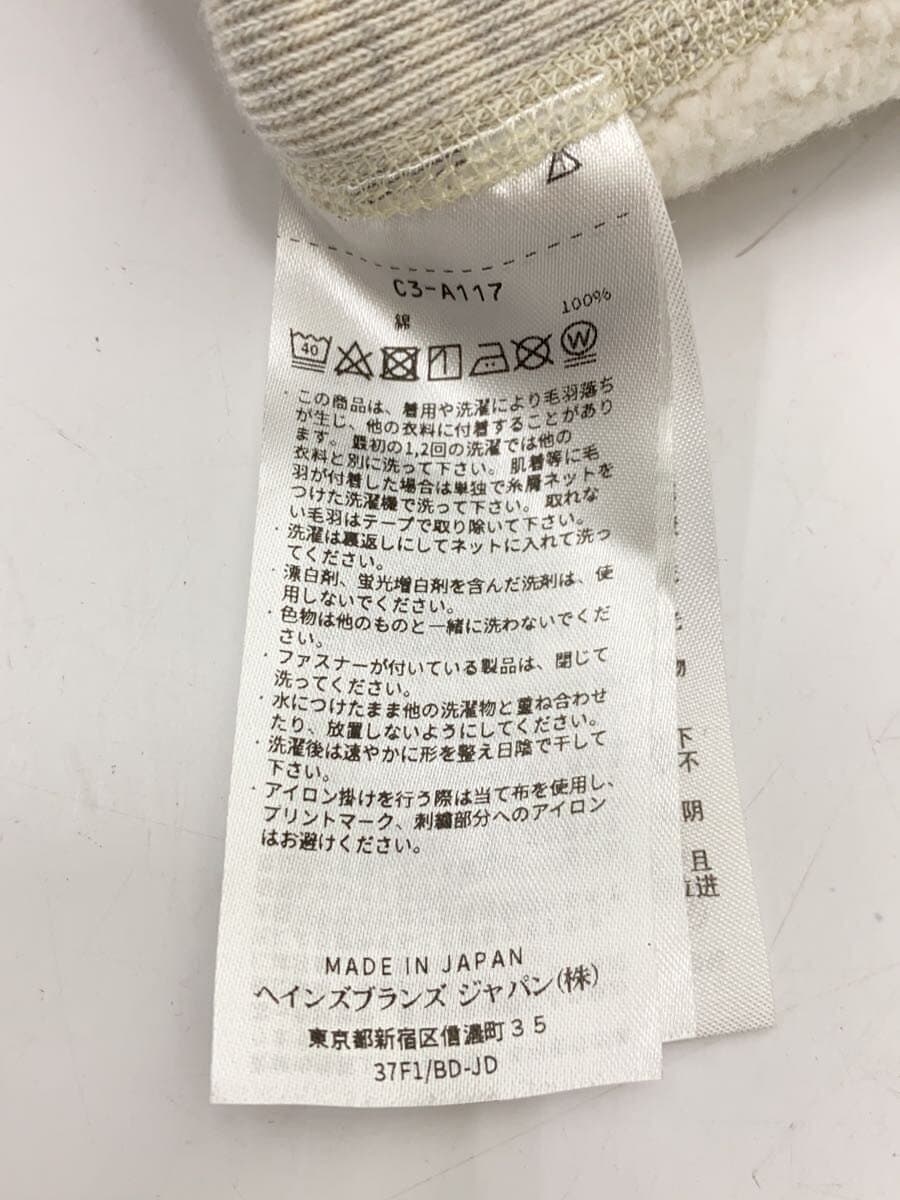 C3-A117
綿 100%
40 W
・この商品は、着用や洗濯により毛羽落ち
が生じ、他の衣料に付着することがあり
ます。最初の1,2回の洗濯では他の
衣料と別に洗って下さい。肌着等に毛
羽が付着した場合は単独で糸屑ネットを
つけた洗濯機で洗って下さい。取れな
い毛羽はテープで取り除いて下さい。
・洗濯は裏返しにしてネットに入れて洗っ
てください。
・漂白剤、蛍光増白剤を含んだ洗剤は、使
用しないでください。
・色物は他のものと一緒に洗わないでくだ
さい。
・ファスナーが付いている製品は、閉じて
洗ってください。
・水につけたまま他の洗濯物と重ね合わせ
たり、放置しないようにしてください。
・洗濯後は速やかに形を整え日陰で干して
下さい。
・アイロン掛けを行う際は当て布を使用し、
プリントマーク、刺繍部分へのアイロン
はお避けください。
MADE IN JAPAN
ヘインズブランズ ジャパン(株)
東京都新宿区信濃町35
37F1/BD-JD
物
下
不
阴
且
进